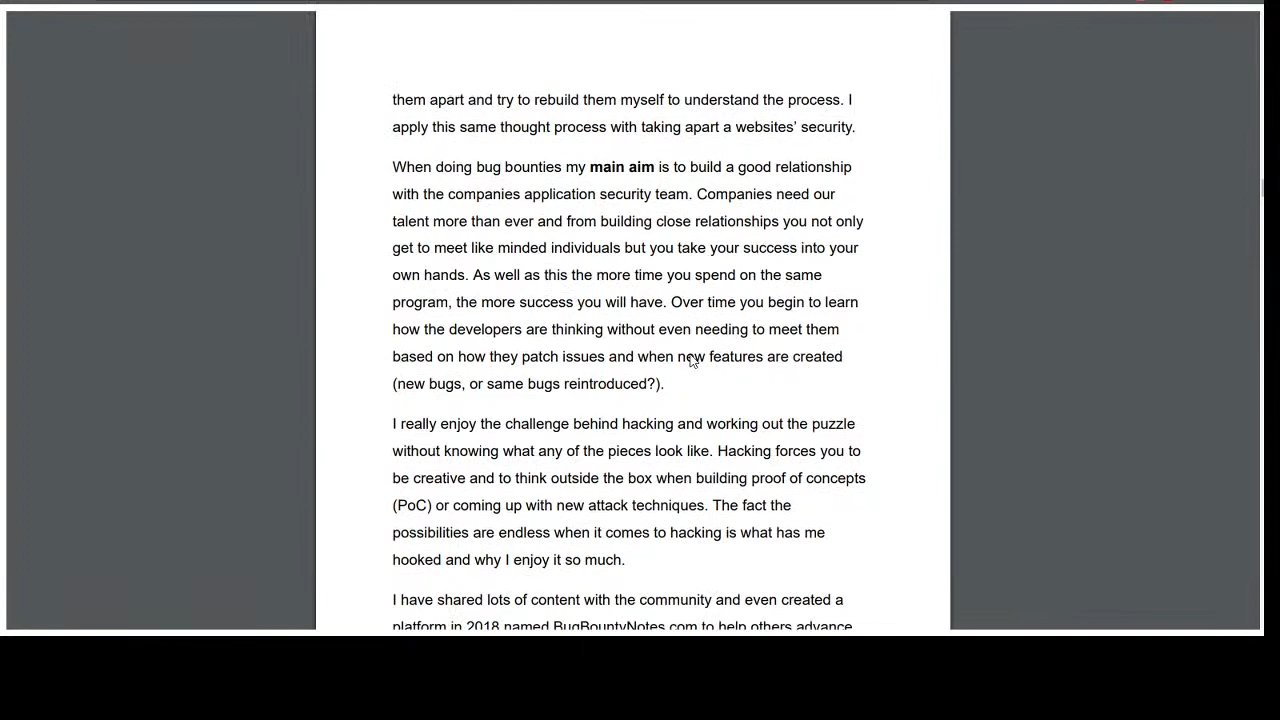 them apart and try to rebuild them myself to understand the process. I
apply this same thought process with taking apart a websites’ security.
When doing bug bounties my main aim is to build a good relationship
with the companies application security team. Companies need our
talent more than ever and from building close relationships you not only
get to meet like minded individuals but you take your success into your
own hands. As well as this the more time you spend on the same
program, the more success you will have. Over time you begin to learn
how the developers are thinking without even needing to meet them
based on how they patch issues and when new features are created
(new bugs, or same bugs reintroduced?).
I really enjoy the challenge behind hacking and working out the puzzle
without knowing what any of the pieces look like. Hacking forces you to
be creative and to think outside the box when building proof of concepts
(PoC) or coming up with new attack techniques. The fact the
possibilities are endless when it comes to hacking is what has me
hooked and why I enjoy it so much.
I have shared lots of content with the community and even created a
platform in 2018 named BugBountyNotes.com to help others advance